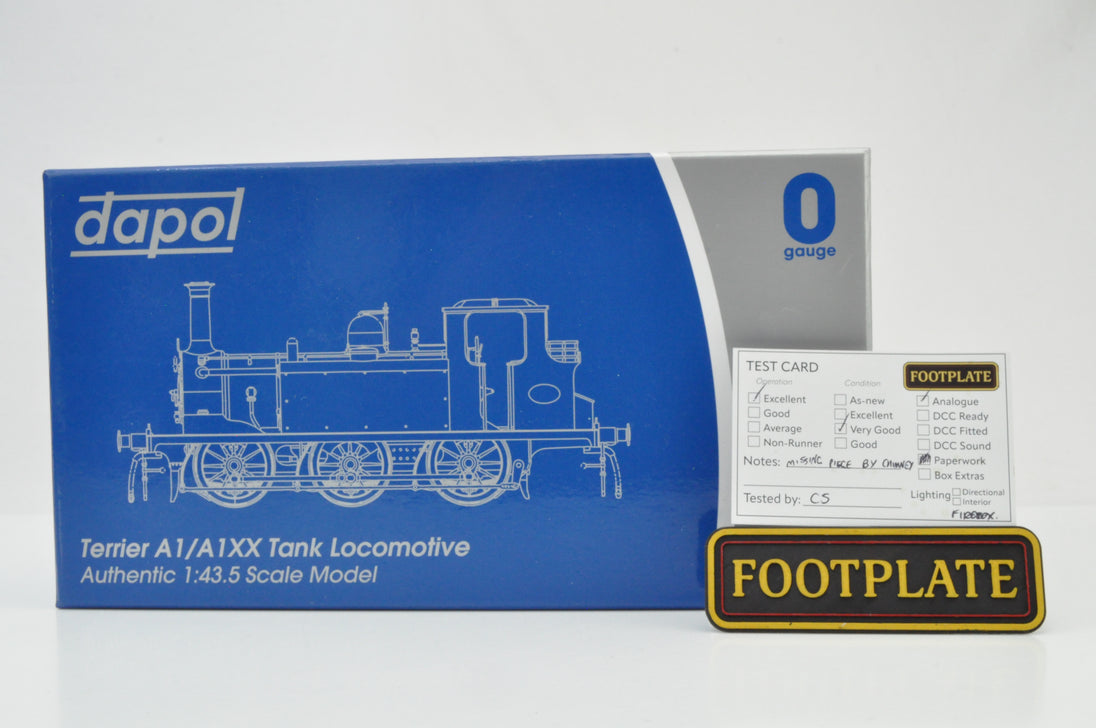 dapol
0
gauge
Terrier A1/A1XX Tank Locomotive
Authentic 1:43.5 Scale Model
TEST CARD
FOOTPLATE
Operation
Excellent
Good
Average
Non-Runner
Condition
As-new
Excellent
Very Good
Good
Analogue
DCC Ready
DCC Fitted
DCC Sound
Paperwork
Box Extras
Notes: MISSING PIECE BY CHIMNEY
Tested by: CS
Lighting
Directional
Interior
FIREBOX.
FOOTPLATE